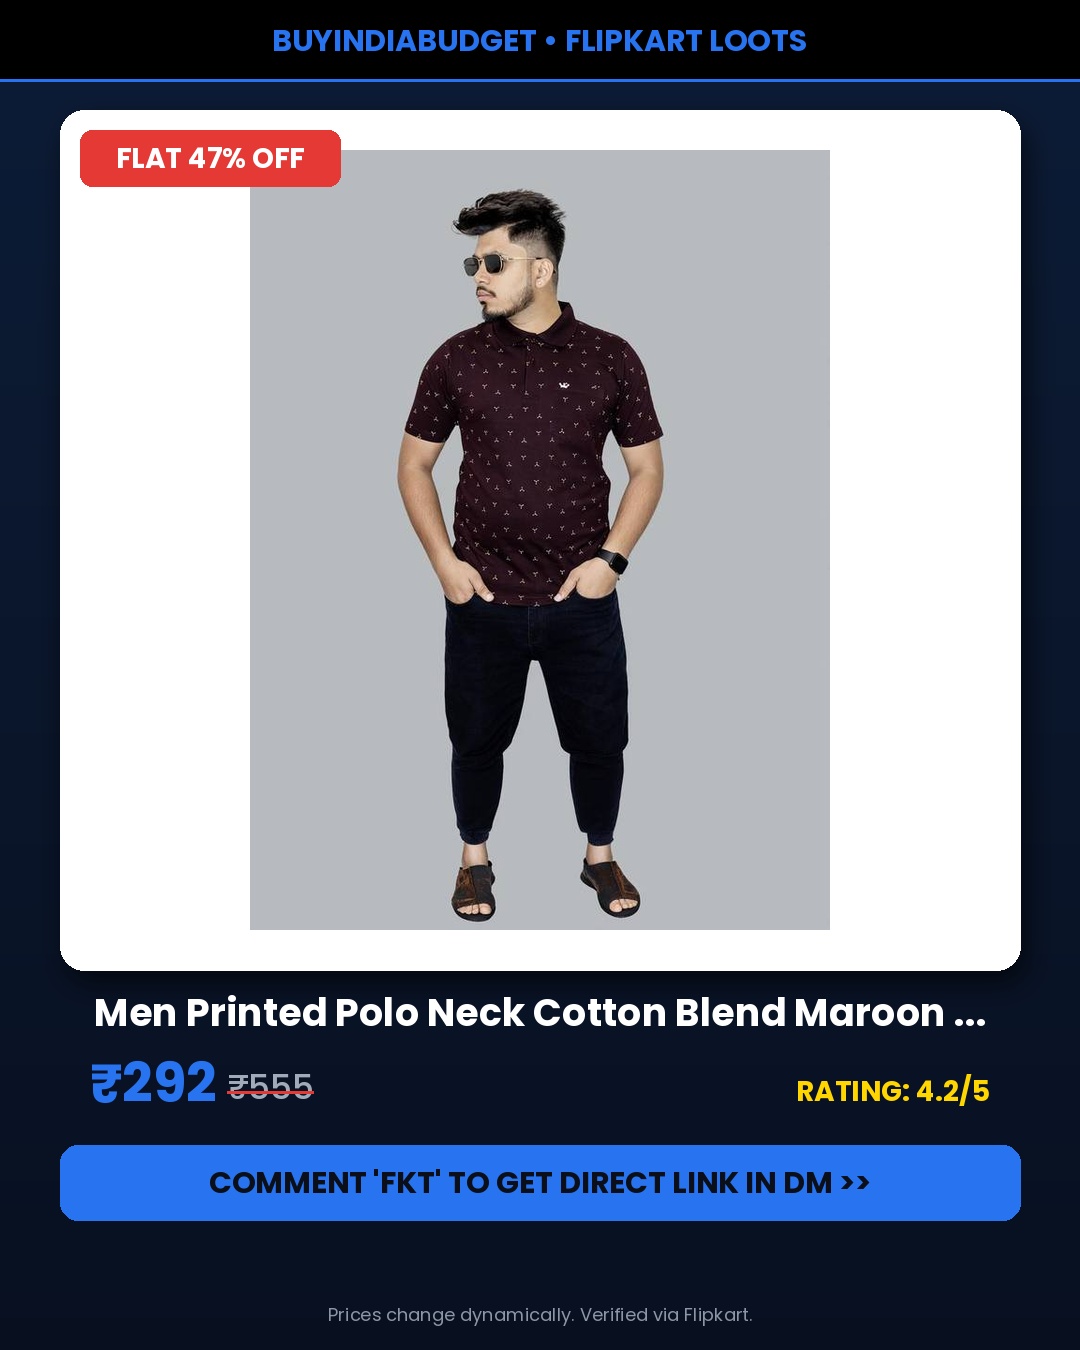 BUYINDIABUDGET • FLIPKART LOOTS
FLAT 47% OFF
Men Printed Polo Neck Cotton Blend Maroon ...
₹292 ₹555
RATING: 4.2/5
COMMENT 'FKT' TO GET DIRECT LINK IN DM >>
Prices change dynamically. Verified via Flipkart.